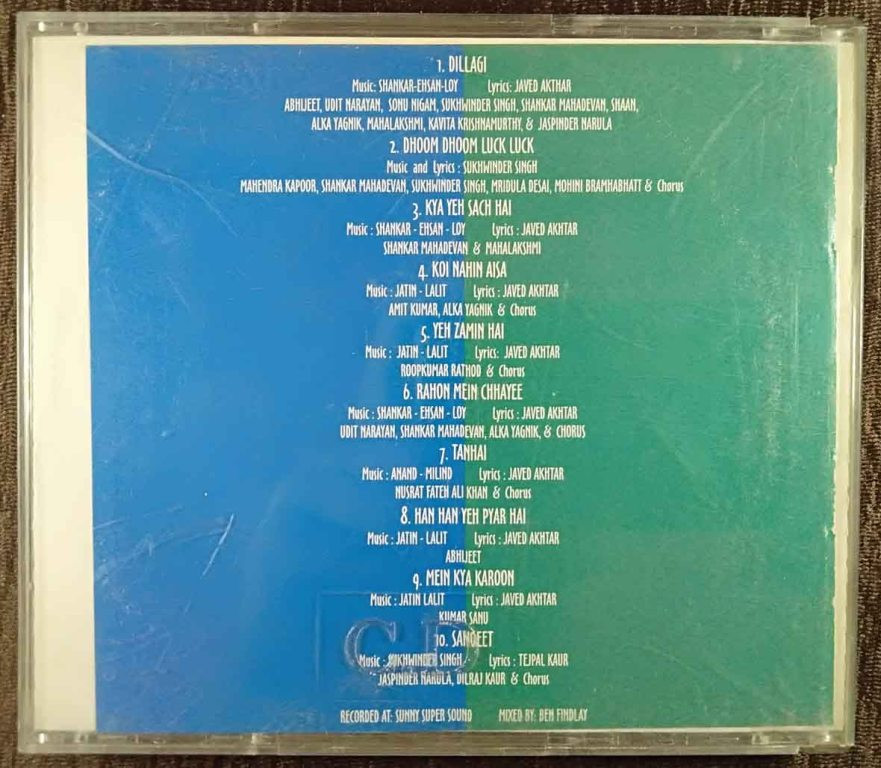 1. DILLAGI
Music: SHANKAR-EHSAN-LOY Lyrics: JAVED AKTHAR
ABHIJEET, UDIT NARAYAN, SONU NIGAM, SUKHWINDER SINGH, SHANKAR MAHADEVAN, SHAAN,
ALKA YAGNIK, MAHALAKSHMI, KAVITA KRISHNAMURTHY, & JASPINDER NARULA
2. DHOOM DHOOM LUCK LUCK
Music and Lyrics : SUKHWINDER SINGH
MAHENDRA KAPOOR, SHANKAR MAHADEVAN, SUKHWINDER SINGH, MRIDULA DESAI, MOHINI BRAMHABHATT & Chorus
3. KYA YEH SACH HAI
Music : SHANKAR - EHSAN - LOY Lyrics : JAVED AKHTAR
SHANKAR MAHADEVAN & MAHALAKSHMI
4. KOI NAHIN AISA
Music : JATIN - LALIT Lyrics : JAVED AKHTAR
AMIT KUMAR, ALKA YAGNIK & Chorus
5. YEH ZAMIN HAI
Music : JATIN - LALIT Lyrics: JAVED AKHTAR
ROOPKUMAR RATHOD & Chorus
6. RAHON MEIN CHHAYEE
Music : SHANKAR - EHSAN - LOY Lyrics : JAVED AKHTAR
UDIT NARAYAN, SHANKAR MAHADEVAN, ALKA YAGNIK, & CHORUS
7. TANHAI
Music : ANAND - MILIND Lyrics : JAVED AKHTAR
NUSRAT FATEH ALI KHAN & Chorus
8. HAN HAN YEH PYAR HAI
Music : JATIN - LALIT Lyrics : JAVED AKHTAR
ABHIJEET
9. MEIN KYA KAROON
Music : JATIN LALIT Lyrics : JAVED AKHTAR
KUMAR SANU
10. SANGEET
Music : SUKHWINDER SINGH Lyrics : TEJPAL KAUR
JASPINDER NARULA, DILRAJ KAUR & Chorus
CD
RECORDED AT: SUNNY SUPER SOUND MIXED BY: BEN FINDLAY